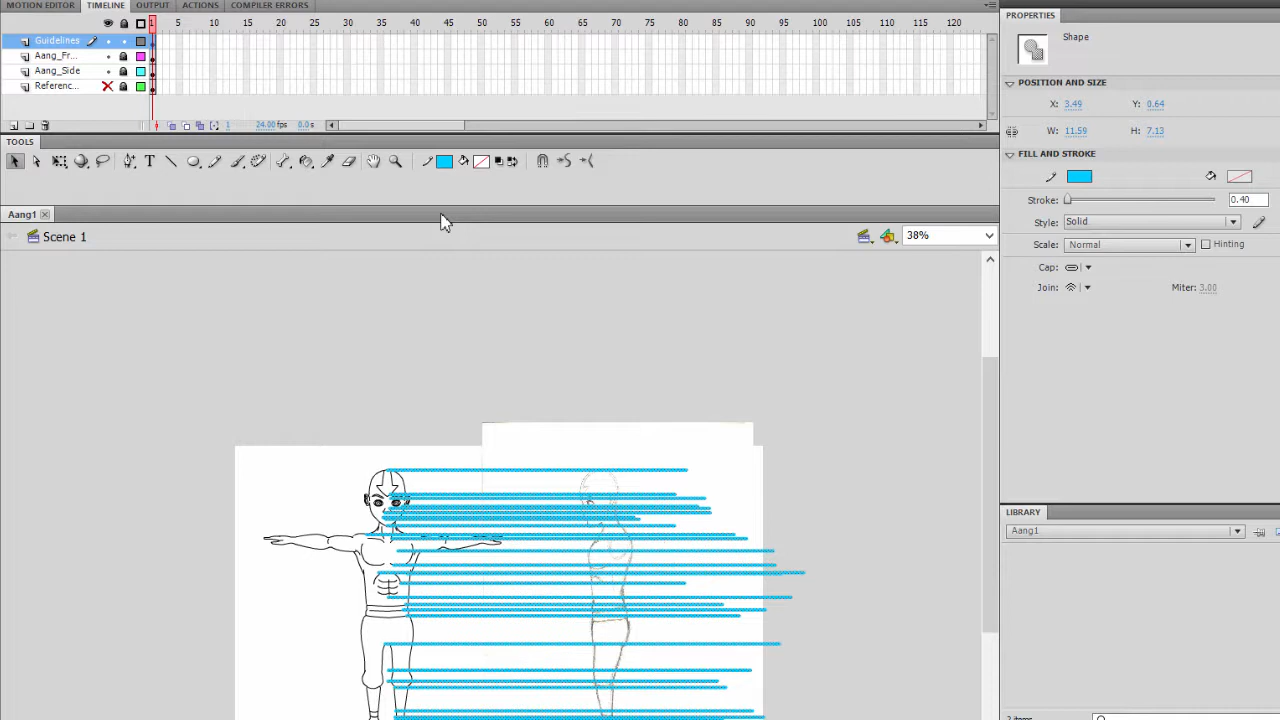 MOTION EDITOR TIMELINE OUTPUT ACTIONS COMPILER ERRORS
1 5 10 15 20 25 30 35 40 45 50 55 60 65 70 75 80 85 90 95 100 105 110 115 120
Guidelines
Aang_Fr...
Aang_Side
Referenc...
1 24.00 fps 0.0 s
TOOLS
Aang1
Scene 1
38%
PROPERTIES
Shape
POSITION AND SIZE
X: 3.49 Y: 0.64
W: 11.59 H: 7.13
FILL AND STROKE
Stroke: 0.40
Style: Solid
Scale: Normal Hinting
Cap:
Join: Miter: 3.00
LIBRARY
Aang1
2 items